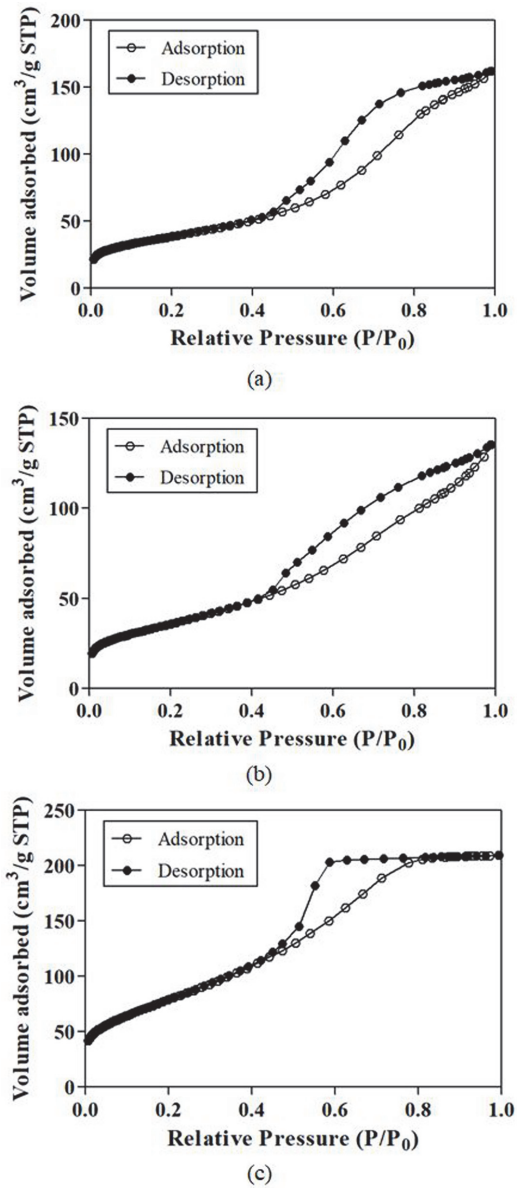 200
150
100
50
0
Volume adsorbed (cm³/g STP)
Adsorption
Desorption
0.0 0.2 0.4 0.6 0.8 1.0
Relative Pressure (P/P₀)
(a)
150
100
50
0
Volume adsorbed (cm³/g STP)
Adsorption
Desorption
0.0 0.2 0.4 0.6 0.8 1.0
Relative Pressure (P/P₀)
(b)
250
200
150
100
50
0
Volume adsorbed (cm³/g STP)
Adsorption
Desorption
0.0 0.2 0.4 0.6 0.8 1.0
Relative Pressure (P/P₀)
(c)